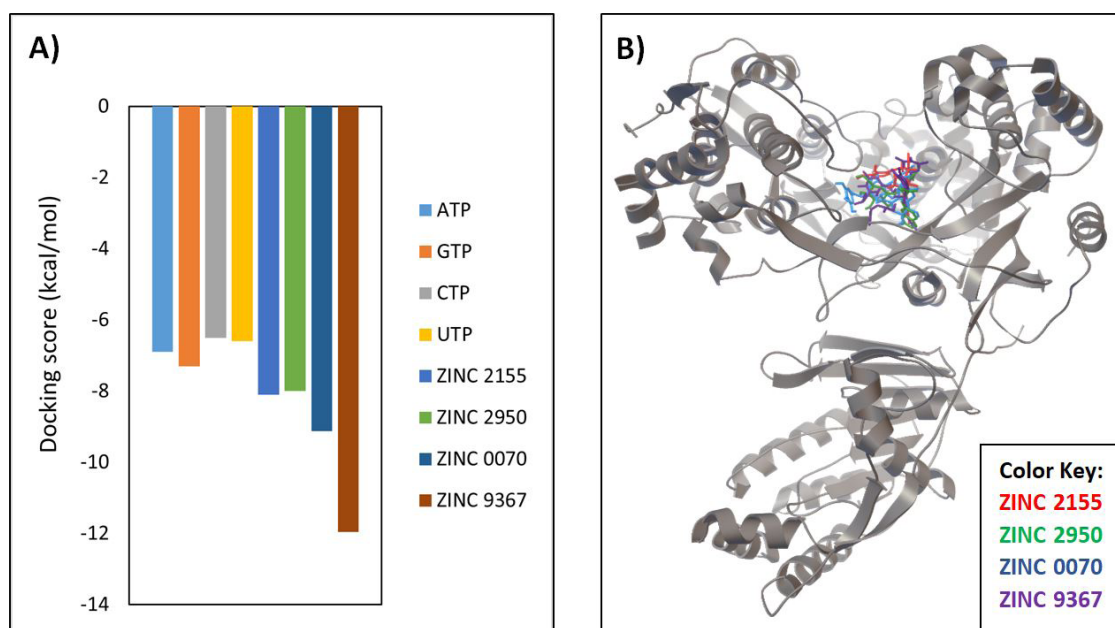 A)
Docking score (kcal/mol)
0
-2
-4
-6
-8
-10
-12
-14
ATP
GTP
CTP
UTP
ZINC 2155
ZINC 2950
ZINC 0070
ZINC 9367
B)
Color Key:
ZINC 2155
ZINC 2950
ZINC 0070
ZINC 9367